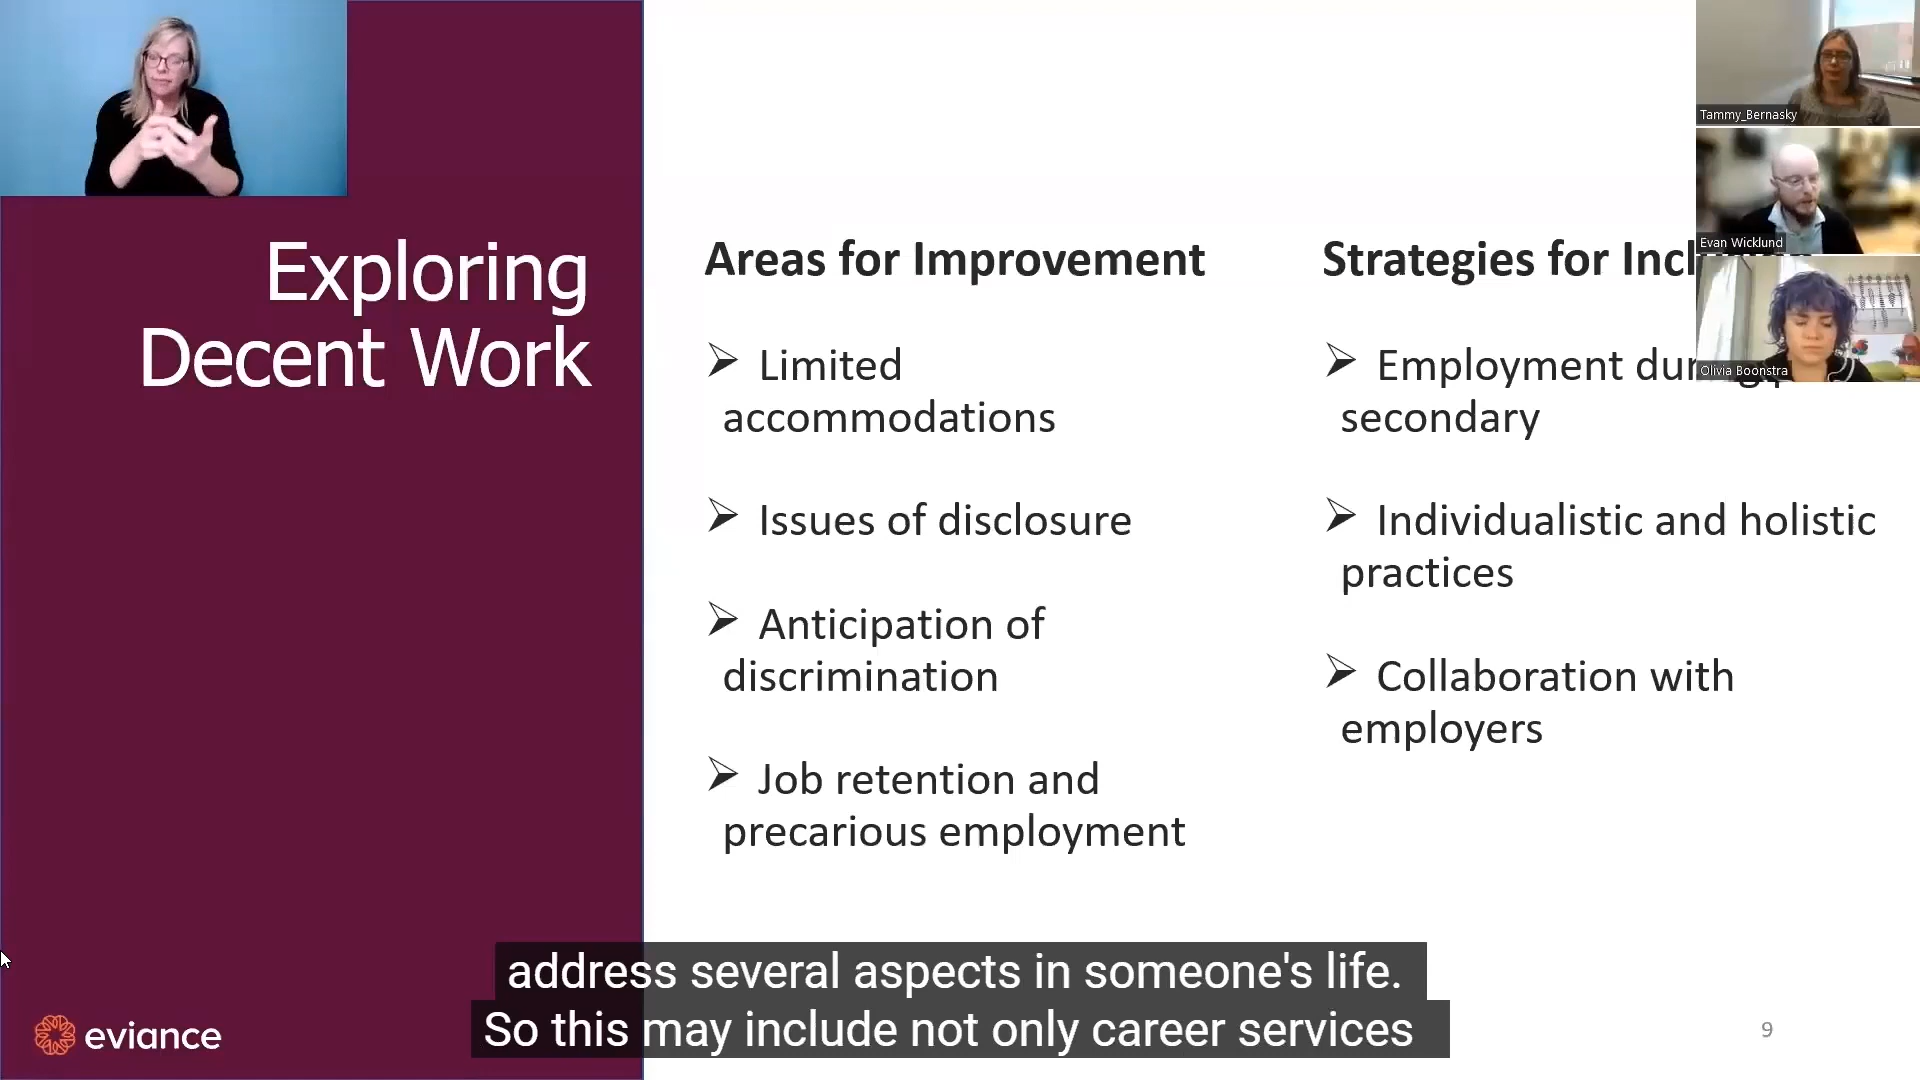 Exploring
Decent Work
Areas for Improvement
➢ Limited
accommodations
➢ Issues of disclosure
➢ Anticipation of
discrimination
➢ Job retention and
precarious employment
Strategies for
➢ Employment
secondary
➢ Individualistic and holistic
practices
➢ Collaboration with
employers
Tammy_Bernasky
Evan Wicklund
Olivia Boonstra
address several aspects in someone's life.
So this may include not only career services
eviance
9